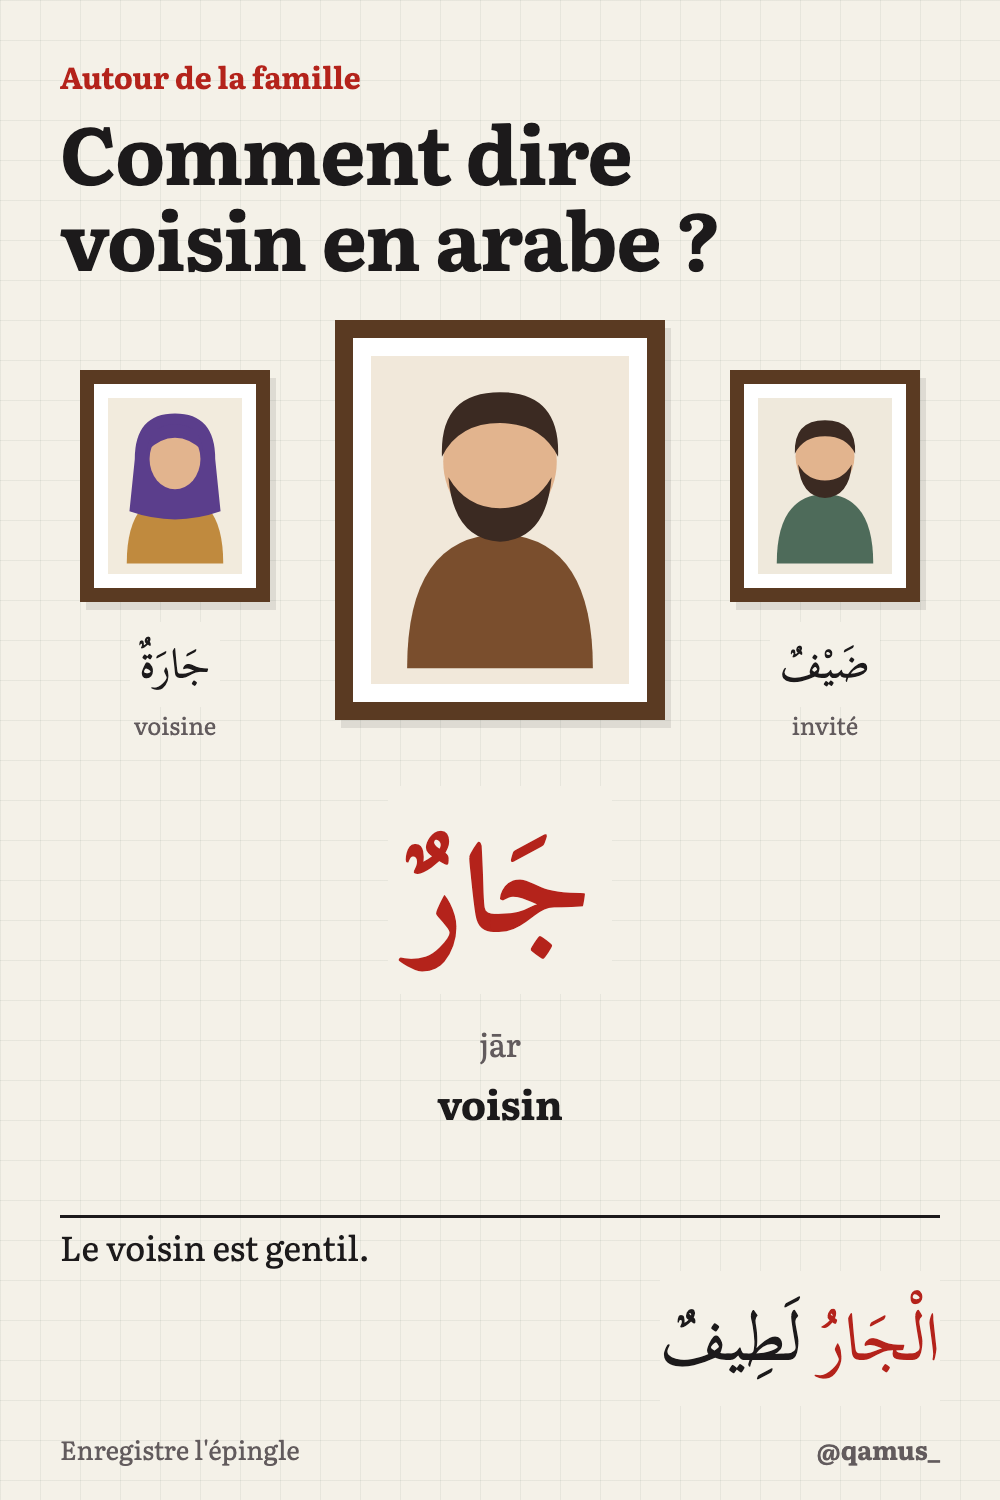 Autour de la famille
Comment dire
voisin en arabe ?
جَارَةٌ
voisine
ضَيْفٌ
invité
جَارٌ
jār
voisin
Le voisin est gentil.
الْجَارُ لَطِيفٌ
Enregistre l'épingle
@qamus_